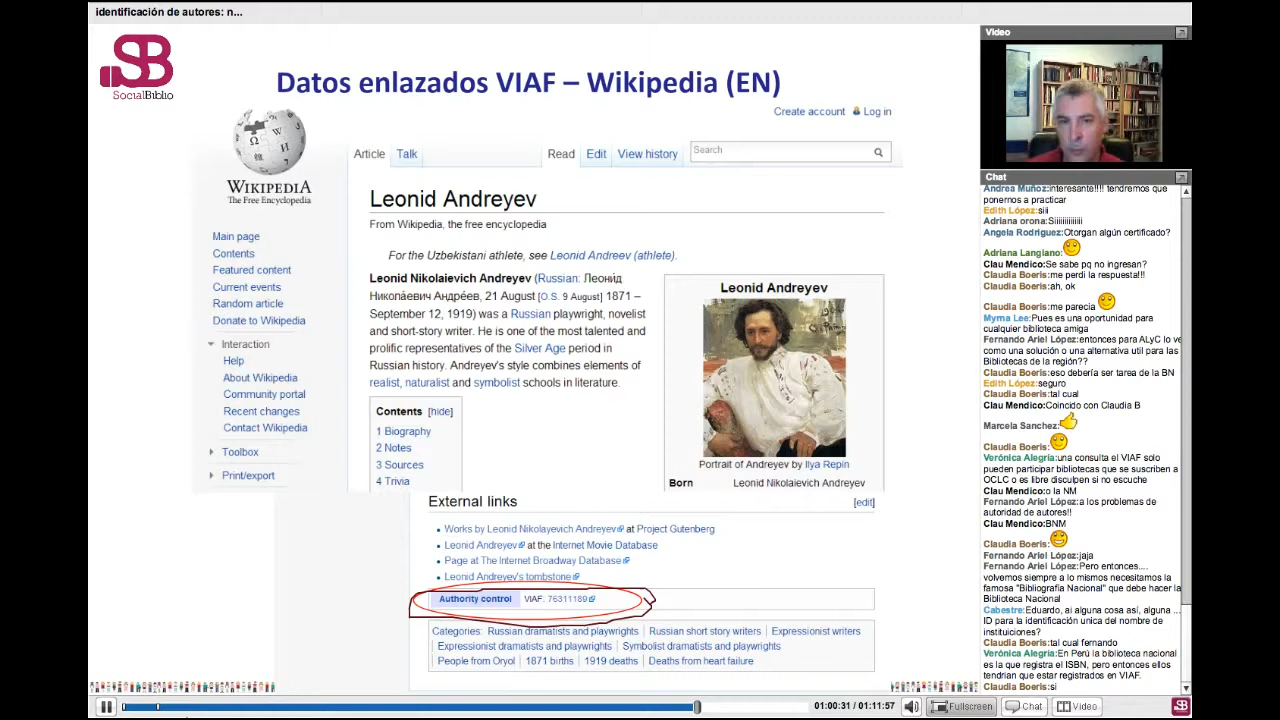 identificación de autores: n...
SB
SocialBiblio
Datos enlazados VIAF – Wikipedia (EN)
Create account Log in
WIKIPEDIA
The Free Encyclopedia
Article Talk Read Edit View history Search
Leonid Andreyev
From Wikipedia, the free encyclopedia
For the Uzbekistani athlete, see Leonid Andreev (athlete).
Leonid Nikolaievich Andreyev (Russian: Леони́д
Никола́евич Андре́ев, 21 August [O.S. 9 August] 1871 –
September 12, 1919) was a Russian playwright, novelist
and short-story writer. He is one of the most talented and
prolific representatives of the Silver Age period in
Russian history. Andreyev's style combines elements of
realist, naturalist and symbolist schools in literature.
Main page
Contents
Featured content
Current events
Random article
Donate to Wikipedia
Interaction
Help
About Wikipedia
Community portal
Recent changes
Contact Wikipedia
Toolbox
Print/export
Contents [hide]
1 Biography
2 Notes
3 Sources
4 Trivia
Leonid Andreyev
Portrait of Andreyev by Ilya Repin
Born Leonid Nikolaievich Andreyev
External links [edit]
Works by Leonid Nikolayevich Andreyev at Project Gutenberg
Leonid Andreyev at the Internet Movie Database
Page at The Internet Broadway Database
Leonid Andreyev's tombstone
Authority control VIAF: 76311189
Categories: Russian dramatists and playwrights | Russian short story writers | Expressionist writers
| Expressionist dramatists and playwrights | Symbolist dramatists and playwrights
| People from Oryol | 1871 births | 1919 deaths | Deaths from heart failure
Video
Chat
Andrea Muñoz:interesante!!!! tendremos que
ponernos a practicar
Edith López:siii
Adriana orona:Siiiiiiiiiiiii
Angela Rodriguez:Otorgan algún certificado?
Adriana Langiano:
Clau Mendico:Se sabe pq no ingresan?
Claudia Boeris:me perdi la respuesta!!!
Claudia Boeris:ah, ok
Claudia Boeris:me parecia
Myrna Lee:Pues es una oportunidad para
cualquier biblioteca amiga
Fernando Ariel López:entonces para ALyC lo ve
como una solución o una alternativa util para las
Bibliotecas de la región??
Claudia Boeris:eso debería ser tarea de la BN
Edith López:seguro
Claudia Boeris:tal cual
Clau Mendico:Coincido con Claudia B
Marcela Sanchez:
Claudia Boeris:
Verónica Alegría:una consulta el VIAF solo
pueden participar bibliotecas que se suscriben a
OCLC o es libre disculpen si no escuche
Clau Mendico:o la NM
Fernando Ariel López:a los problemas de
autoridad de autores!!
Clau Mendico:BNM
Claudia Boeris:
Fernando Ariel López:jaja
Fernando Ariel López:Pero entonces....
volvemos siempre a lo mismo necesitamos la
famosa "Bibliografía Nacional" que debe hacer la
Biblioteca Nacional
Cabestre:Eduardo, ai alguna cosa así, alguna ...
ID para la identificación unica del nombre de
instituciones?
Claudia Boeris:tal cual fernando
Verónica Alegría:En Perú la biblioteca nacional
es la que registra el ISBN, pero entonces ellos
tendrian que estar registrados en VIAF.
Claudia Boeris:si
01:00:31 / 01:11:57 Fullscreen Chat Video SB